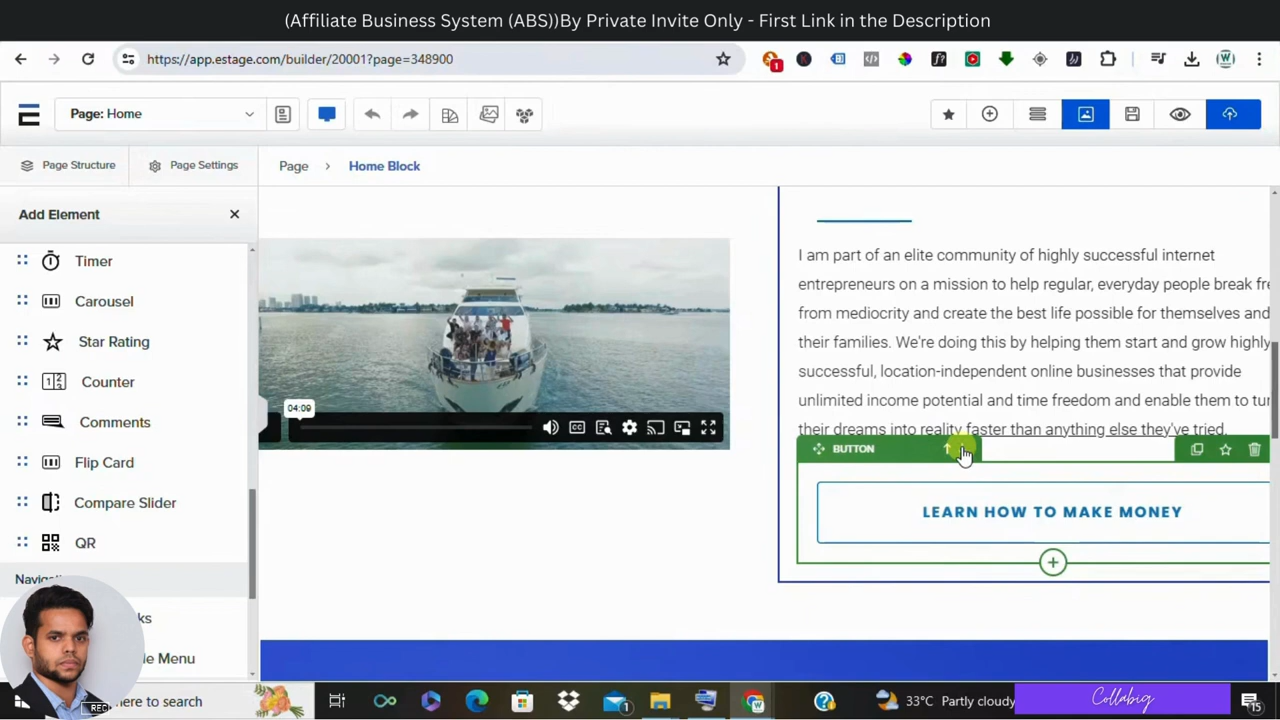 (Affiliate Business System (ABS))By Private Invite Only - First Link in the Description
https://app.estage.com/builder/20001?page=348900
1
Page: Home
Page Structure
Page Settings
Page
Home Block
Add Element
Timer
Carousel
Star Rating
Counter
Comments
Flip Card
Compare Slider
QR
04:09
CC
I am part of an elite community of highly successful internet
entrepreneurs on a mission to help regular, everyday people break fre
from mediocrity and create the best life possible for themselves and
their families. We're doing this by helping them start and grow highly
successful, location-independent online businesses that provide
unlimited income potential and time freedom and enable them to tur
their dreams into reality faster than anything else they've tried.
BUTTON
LEARN HOW TO MAKE MONEY
Menu
REC
here to search
1
33°C Partly cloudy
Collabig
15